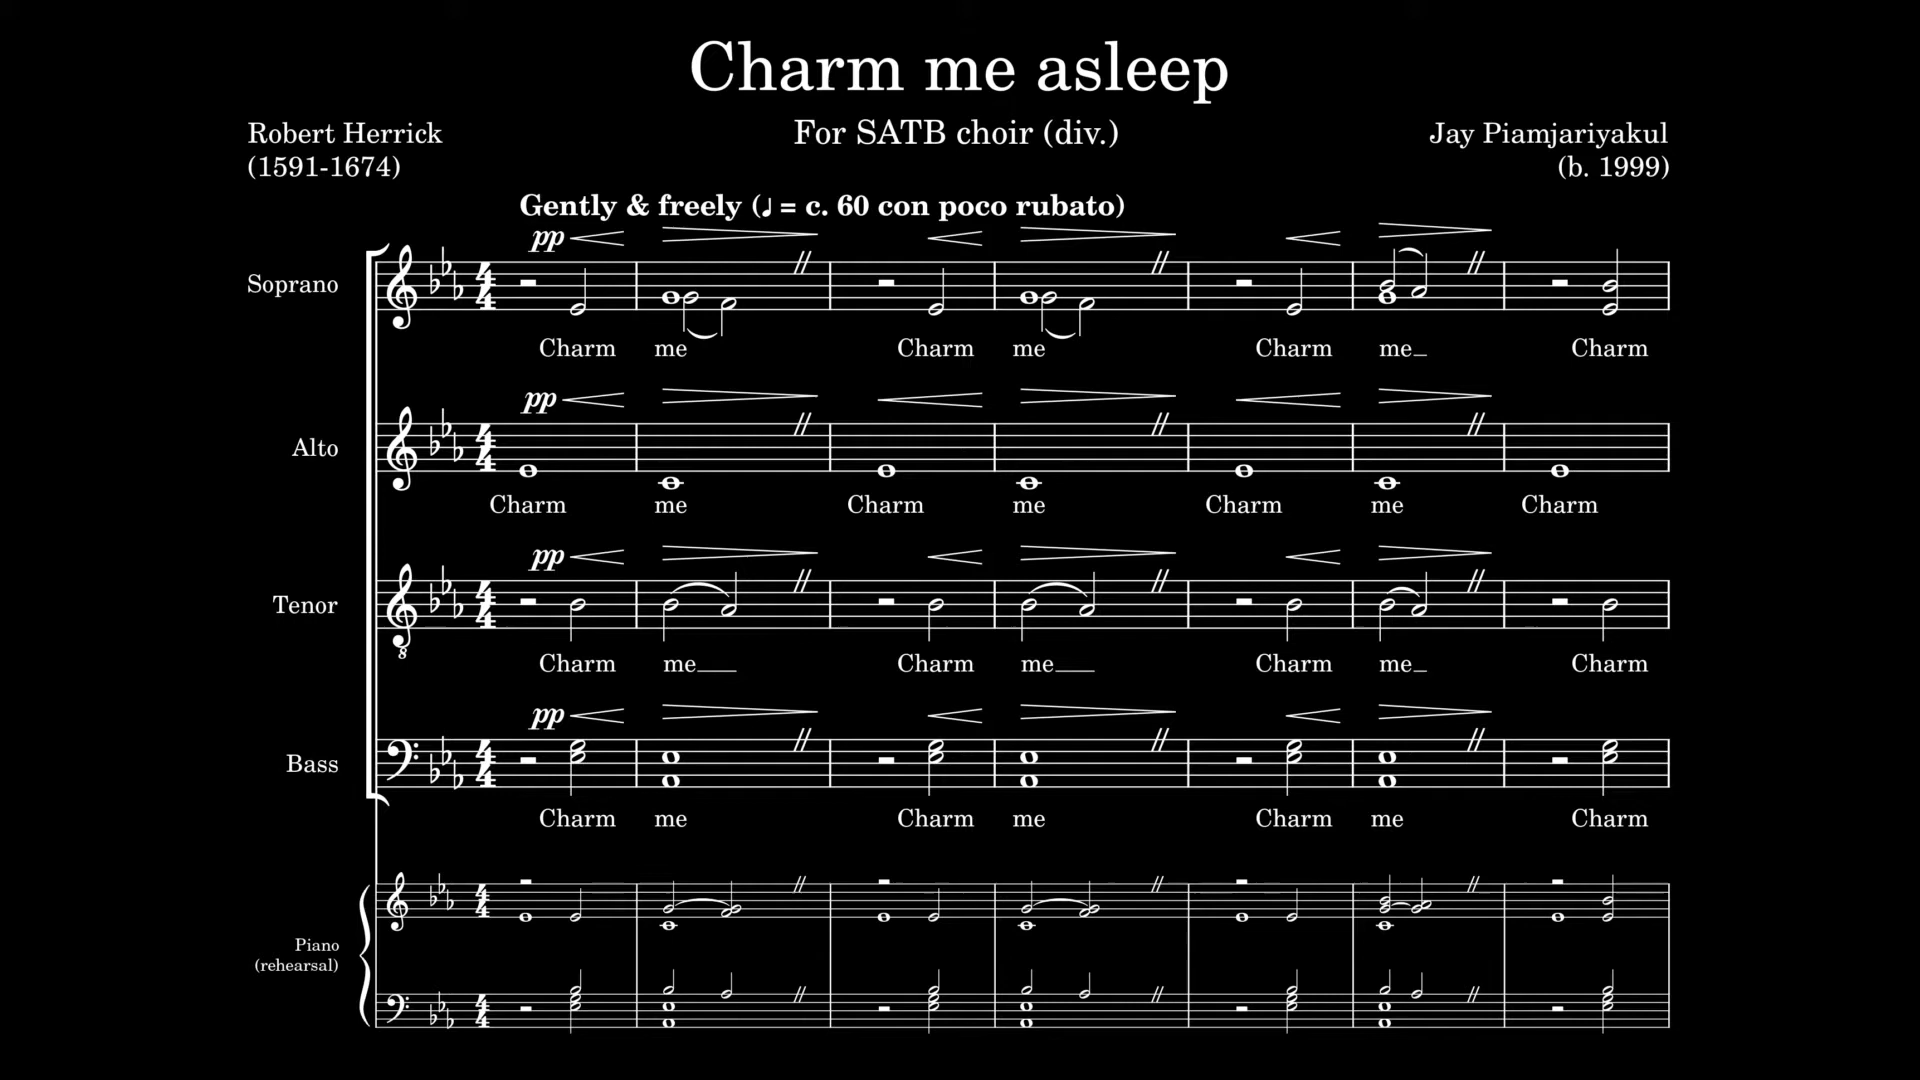 Charm me asleep
Robert Herrick
(1591-1674)
For SATB choir (div.)
Jay Piamjariyakul
(b. 1999)
Gently & freely (♩ = c. 60 con poco rubato)
pp
Soprano
Charm me Charm me Charm me Charm
pp
Alto
Charm me Charm me Charm me Charm
pp
Tenor
8
Charm me Charm me Charm me Charm
pp
Bass
Charm me Charm me Charm me Charm
Piano
(rehearsal)